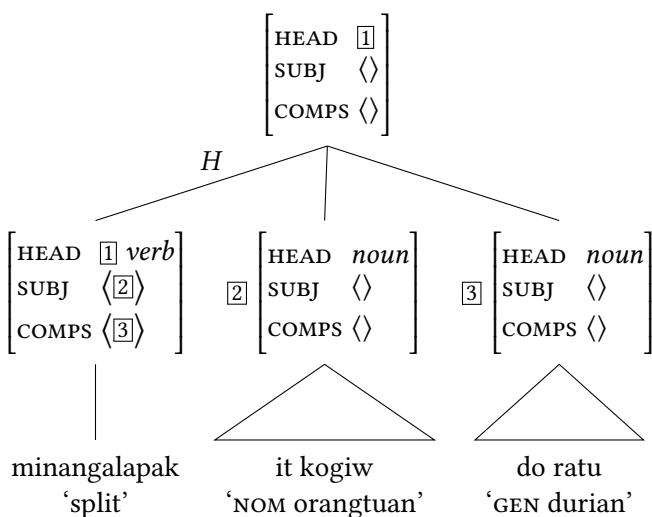 HEAD 1
SUBJ ⟨⟩
COMPS ⟨⟩
H
HEAD 1 verb
SUBJ ⟨2⟩
COMPS ⟨3⟩
2
HEAD noun
SUBJ ⟨⟩
COMPS ⟨⟩
3
HEAD noun
SUBJ ⟨⟩
COMPS ⟨⟩
minangalapak
‘split’
it kogiw
‘NOM orangtuan’
do ratu
‘GEN durian’